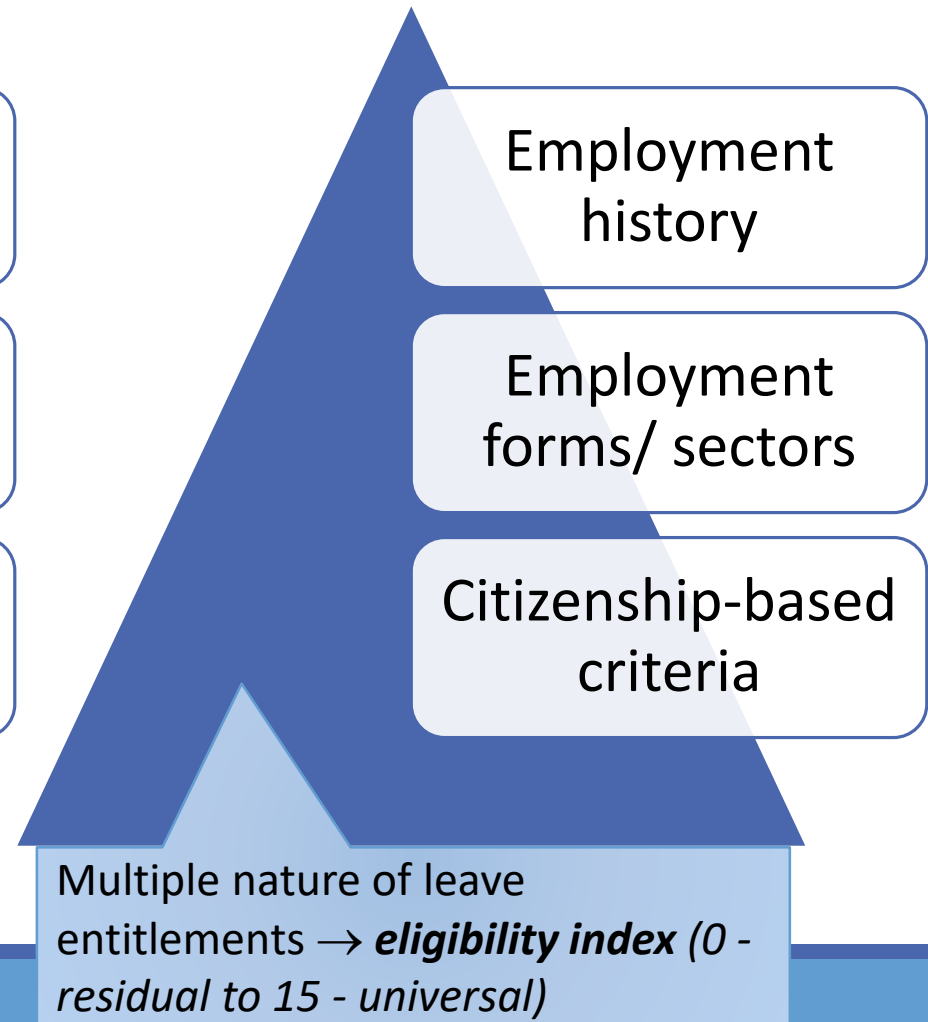 Employment
history
Employment
forms/ sectors
Citizenship-based
criteria
Multiple nature of leave
entitlements → eligibility index (0 -
residual to 15 - universal)